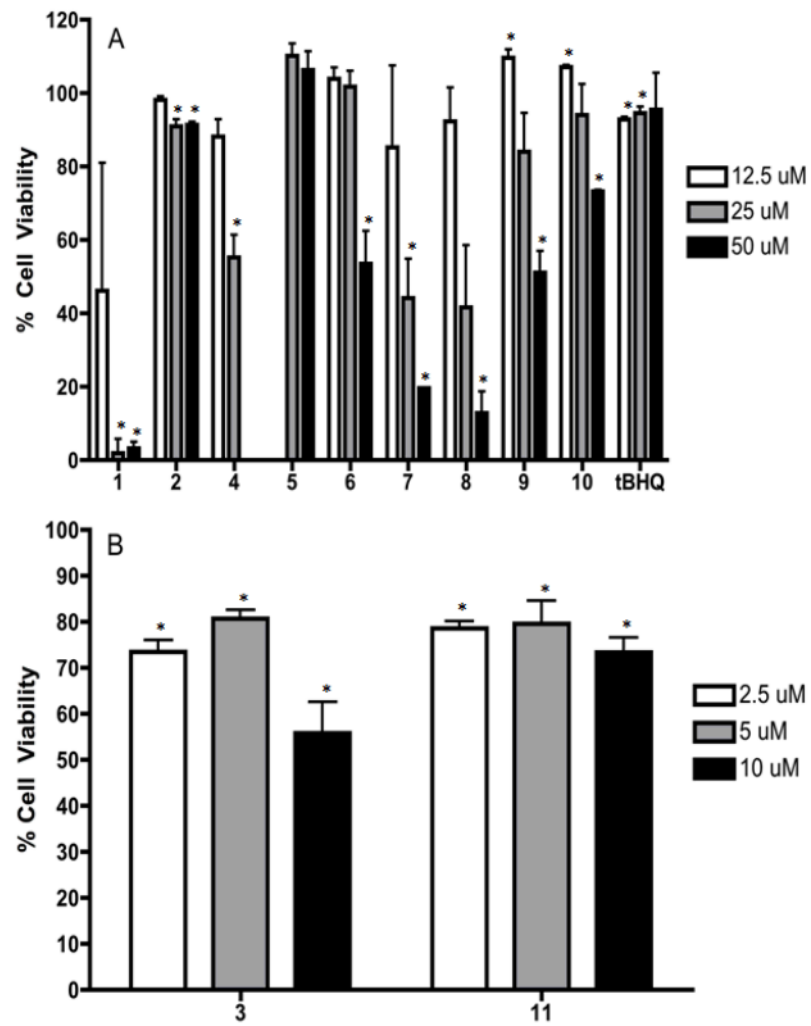 A
120
100
80
60
40
20
0
% Cell Viability
* * * * * * * * * * * * * *
1 2 4 5 6 7 8 9 10 tBHQ
12.5 uM
25 uM
50 uM
B
100
90
80
70
60
50
40
30
20
10
0
% Cell Viability
* * * * * *
3 11
2.5 uM
5 uM
10 uM